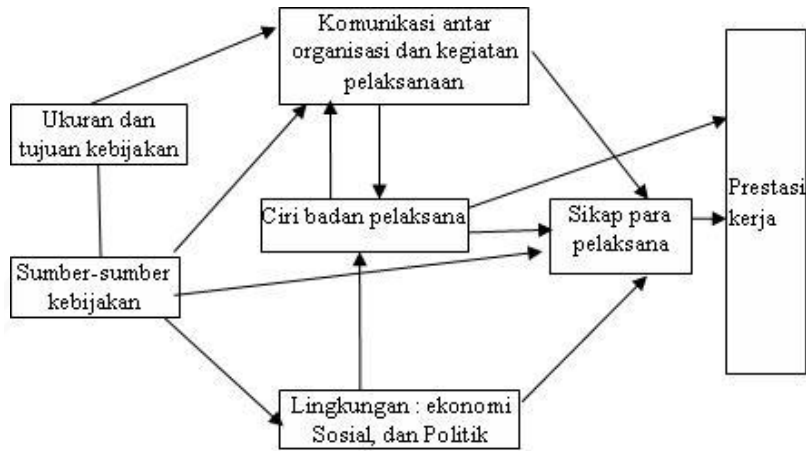 Komunikasi antar
organisasi dan kegiatan
pelaksanaan
Ukuran dan
tujuan kebijakan
Ciri badan pelaksana
Sikap para
pelaksana
Prestasi
kerja
Sumber-sumber
kebijakan
Lingkungan : ekonomi
Sosial, dan Politik